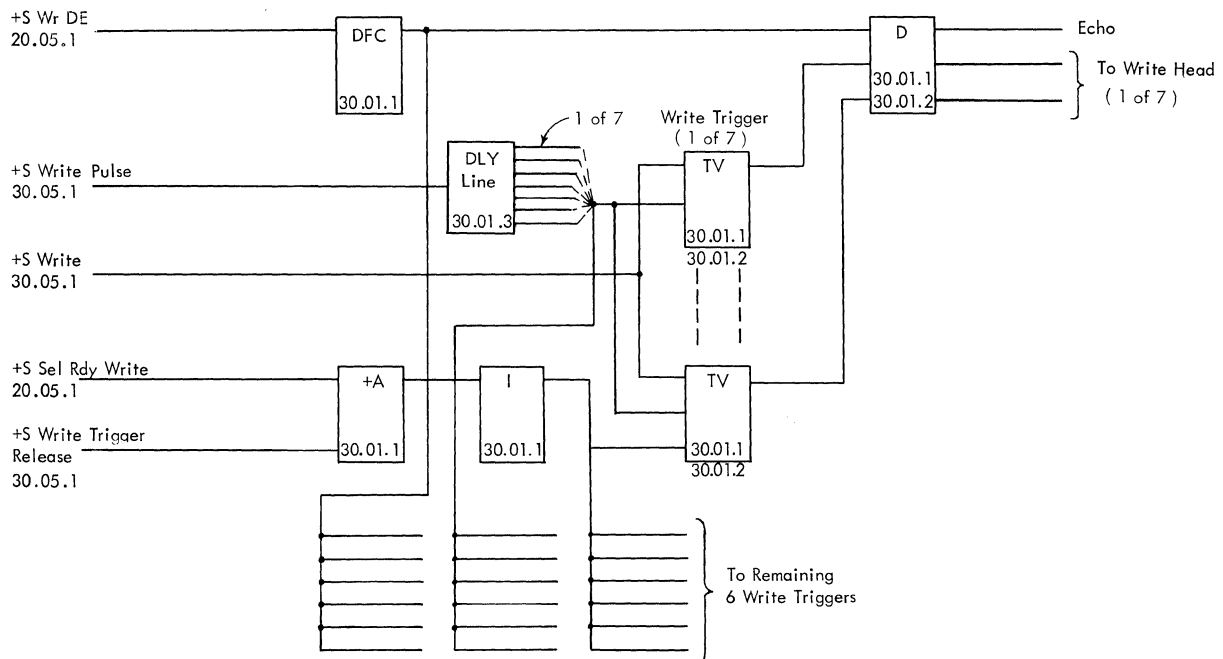 +S Wr DE
20.05.1
DFC
30.01.1
D
30.01.1
30.01.2
Echo
To Write Head
( 1 of 7 )
1 of 7
Write Trigger
( 1 of 7 )
+S Write Pulse
30.05.1
DLY
Line
30.01.3
TV
30.01.1
30.01.2
+S Write
30.05.1
+S Sel Rdy Write
20.05.1
+A
30.01.1
I
30.01.1
TV
30.01.1
30.01.2
+S Write Trigger
Release
30.05.1
To Remaining
6 Write Triggers